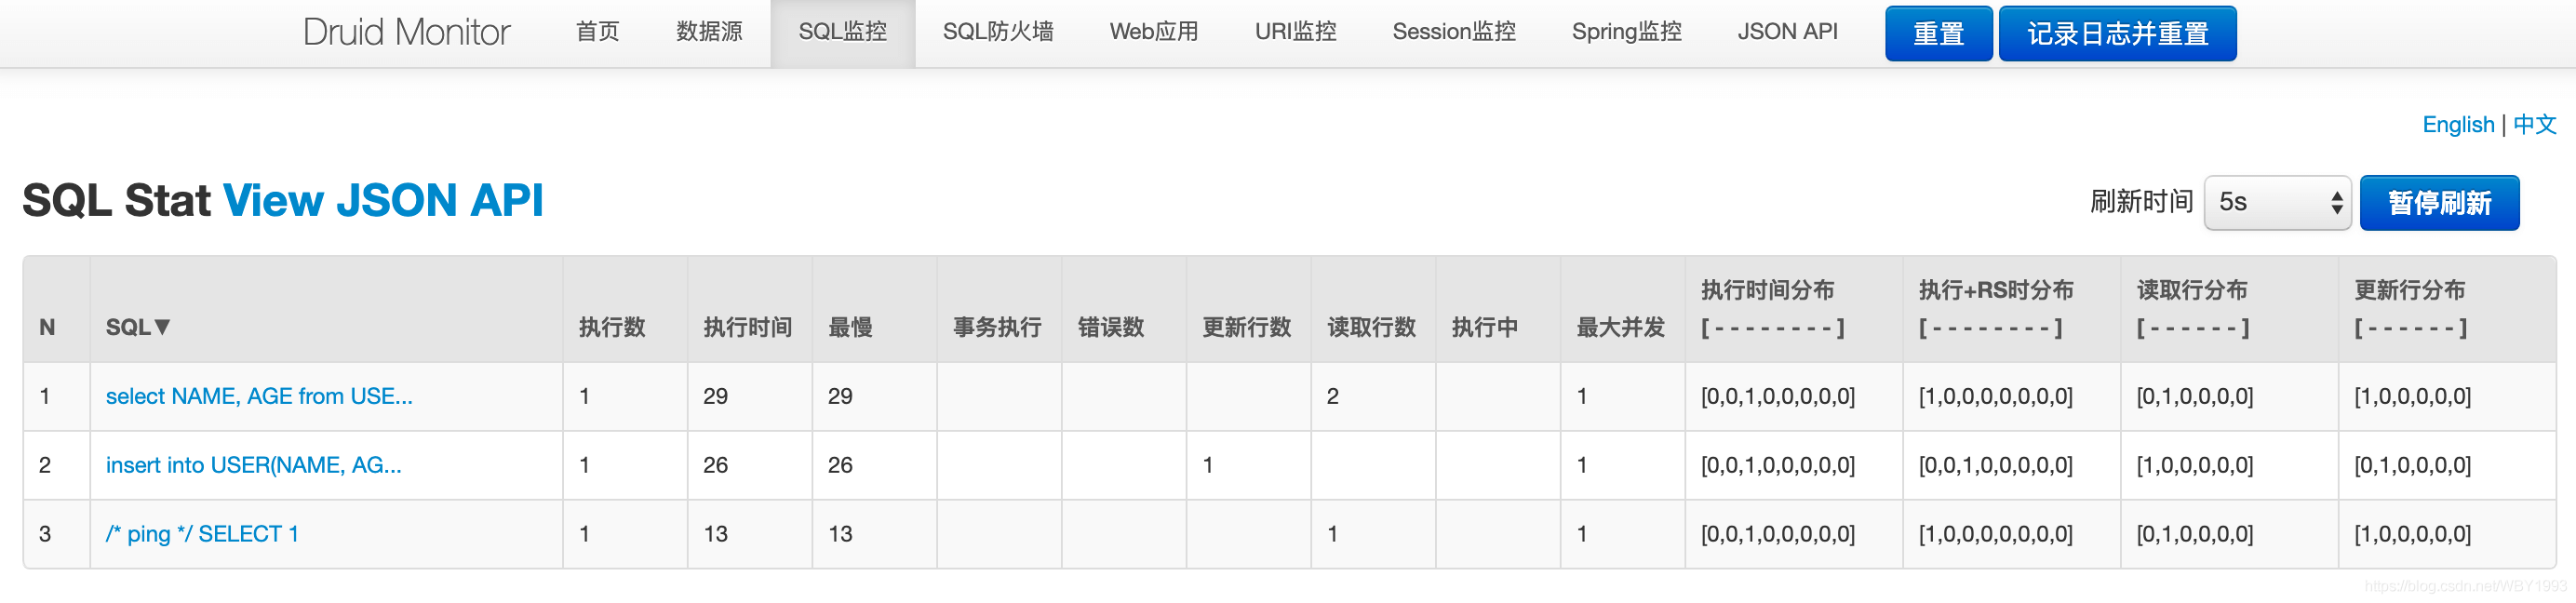 Druid Monitor 首页 数据源 SQL监控 SQL防火墙 Web应用 URI监控 Session监控 Spring监控 JSON API 重置 记录日志并重置
English | 中文
SQL Stat View JSON API 刷新时间 5s 暂停刷新
N SQL▼ 执行数 执行时间 最慢 事务执行 错误数 更新行数 读取行数 执行中 最大并发 执行时间分布 [ - - - - - - - - ] 执行+RS时分布 [ - - - - - - - - ] 读取行分布 [ - - - - - - ] 更新行分布 [ - - - - - - ]
1 select NAME, AGE from USE... 1 29 29 2 1 [0,0,1,0,0,0,0,0] [1,0,0,0,0,0,0,0] [0,1,0,0,0,0] [1,0,0,0,0,0]
2 insert into USER(NAME, AG... 1 26 26 1 1 [0,0,1,0,0,0,0,0] [0,0,1,0,0,0,0,0] [1,0,0,0,0,0] [0,1,0,0,0,0]
3 /* ping */ SELECT 1 1 13 13 1 1 [0,0,1,0,0,0,0,0] [1,0,0,0,0,0,0,0] [0,1,0,0,0,0] [1,0,0,0,0,0]
https://blog.csdn.net/WBY1993